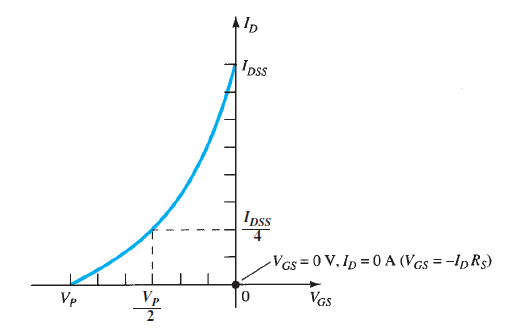 I_D
I_DSS
I_DSS/4
V_GS = 0 V, I_D = 0 A (V_GS = –I_D R_S)
V_P
V_P/2
0
V_GS